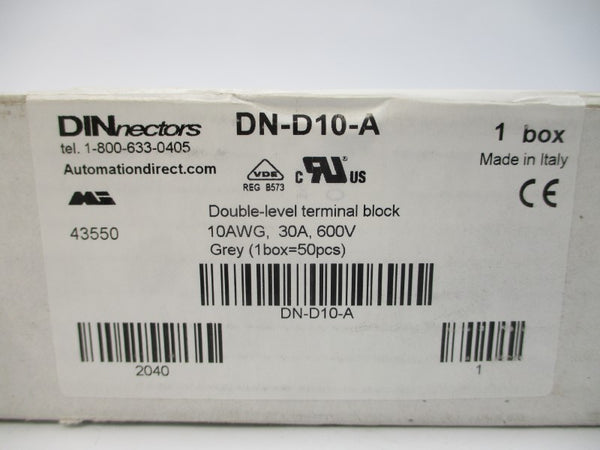 DINnectors DN-D10-A 1 box
tel. 1-800-633-0405
Made in Italy
Automationdirect.com
VDE
REG B573
c RU US
CE
43550
Double-level terminal block
10AWG, 30A, 600V
Grey (1box=50pcs)
DN-D10-A
2040
1